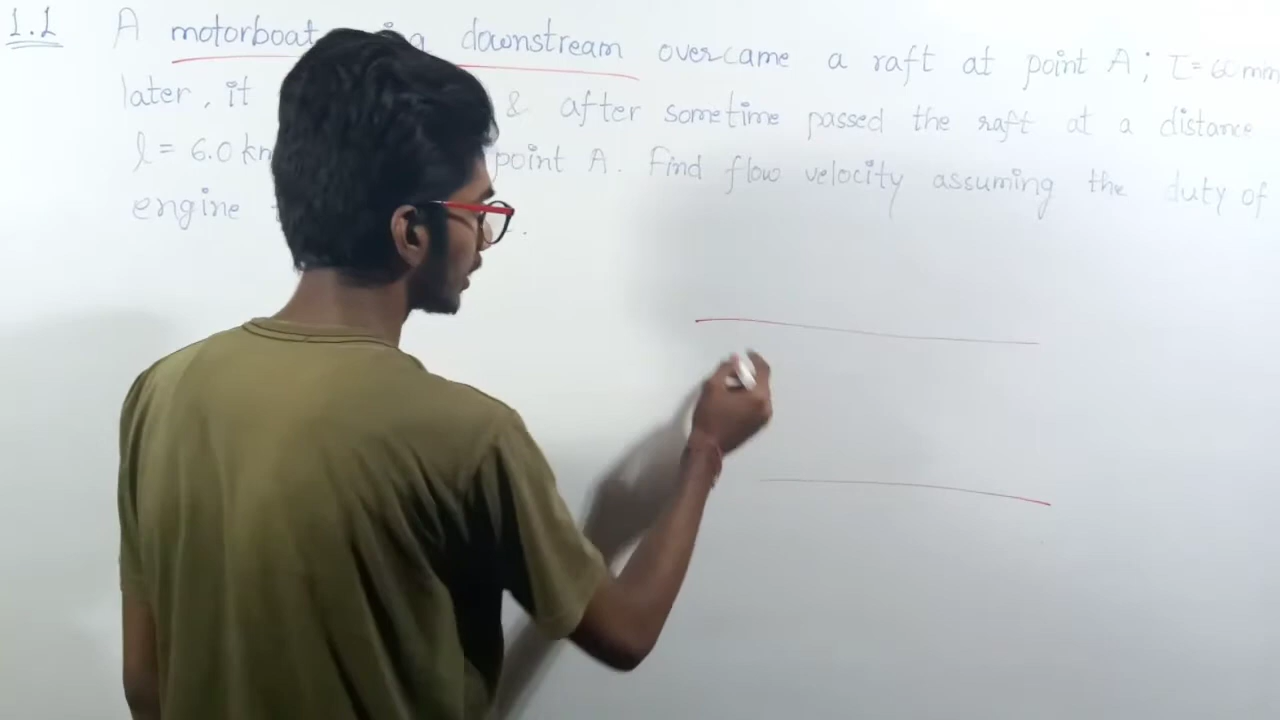 1.1 A motorboat downstream overcame a raft at point A; τ=60 min
later, it & after sometime passed the raft at a distance
l = 6.0 km point A. Find flow velocity assuming the duty of
engine